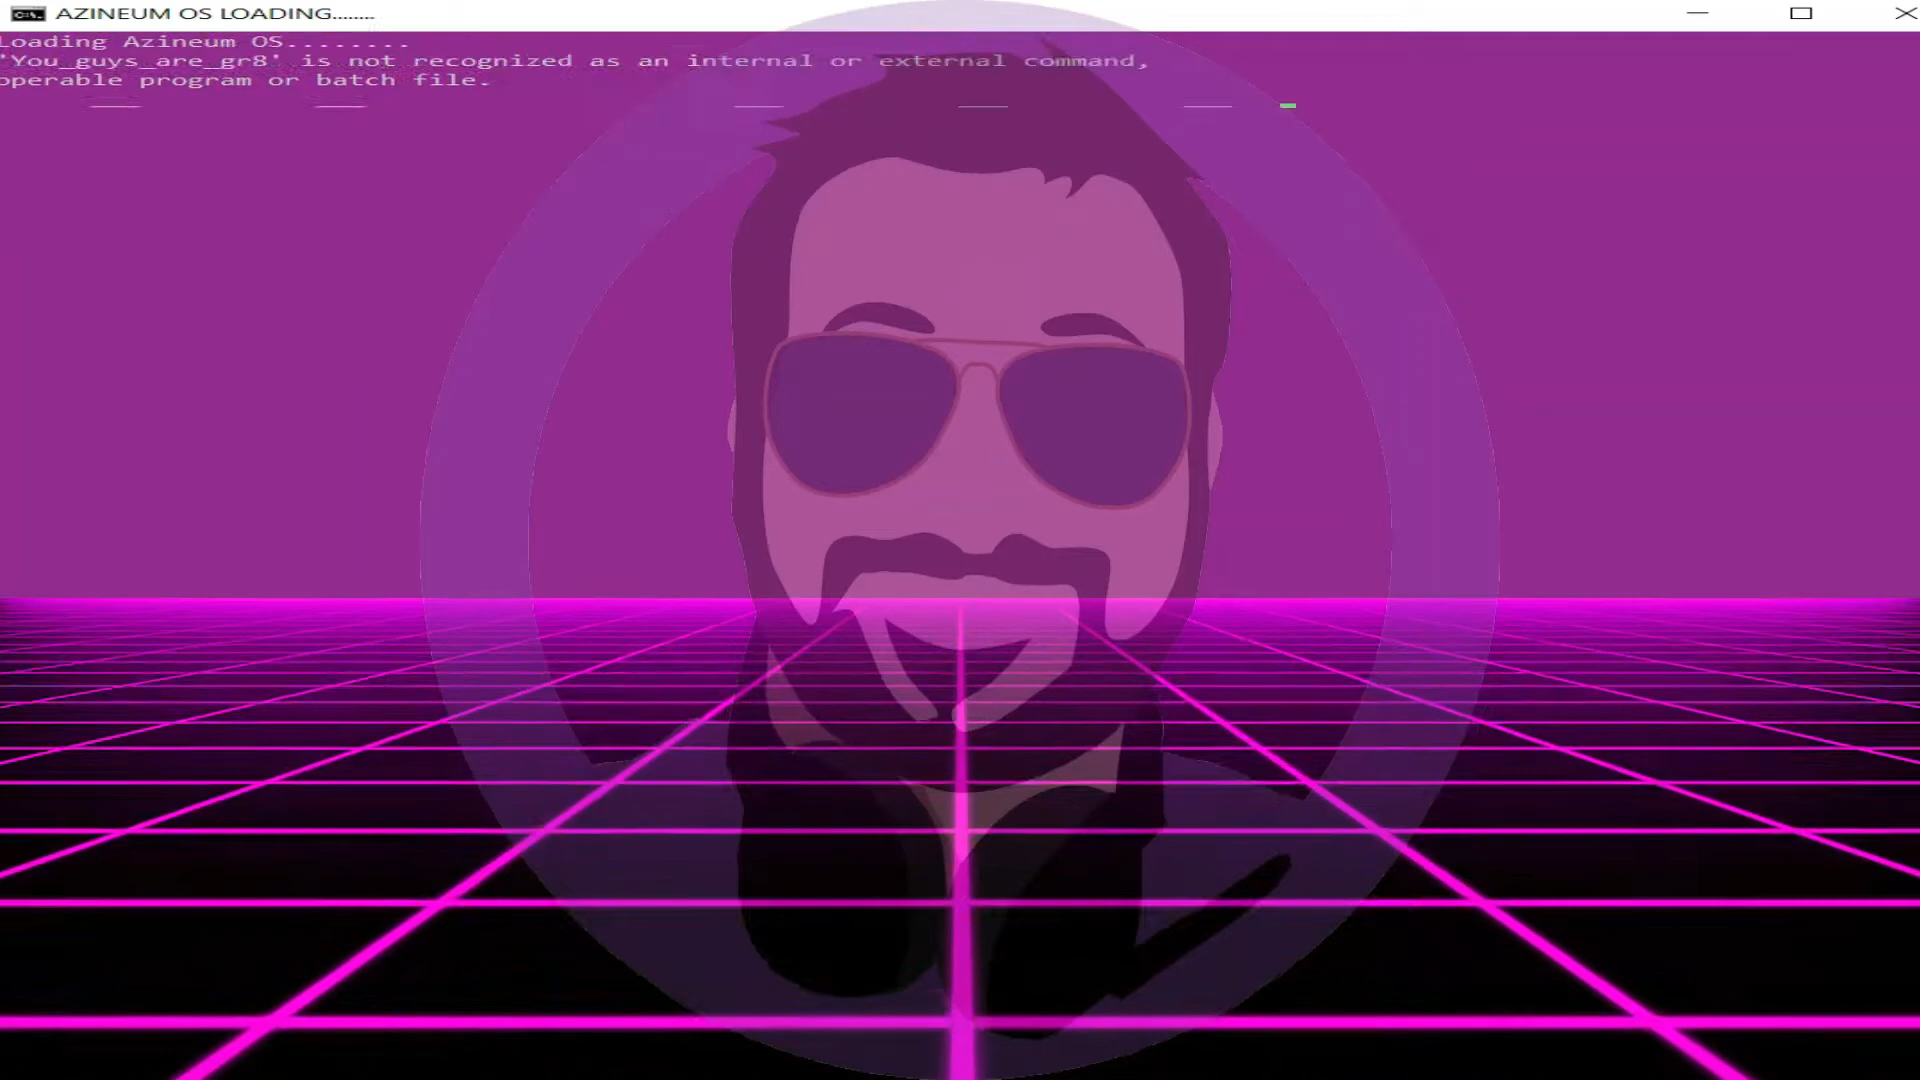 AZINEUM OS LOADING........
Loading Azineum OS........
'You_guys_are_gr8' is not recognized as an internal or external command,
operable program or batch file.